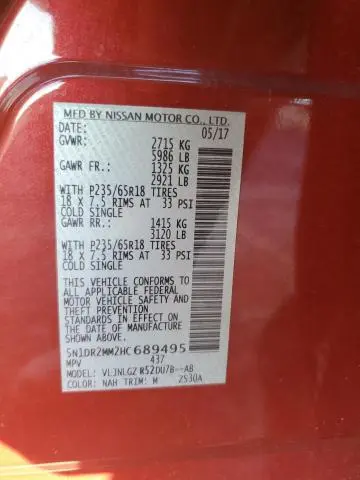 MFD BY NISSAN MOTOR CO., LTD.
DATE: 05/17
GVWR: 2715 KG
5986 LB
GAWR FR.: 1325 KG
2921 LB
WITH P235/65R18 TIRES
18 X 7.5 RIMS AT 33 PSI
COLD SINGLE
GAWR RR.: 1415 KG
3120 LB
WITH P235/65R18 TIRES
18 X 7.5 RIMS AT 33 PSI
COLD SINGLE
THIS VEHICLE CONFORMS TO
ALL APPLICABLE FEDERAL
MOTOR VEHICLE SAFETY AND
THEFT PREVENTION
STANDARDS IN EFFECT ON
THE DATE OF MANUFACTURE
SHOWN ABOVE.
5N1DR2MM2HC689495
MPV 437
MODEL: VLJNLGZ R52DU7B--AB
COLOR: NAH TRIM: M 2S30A